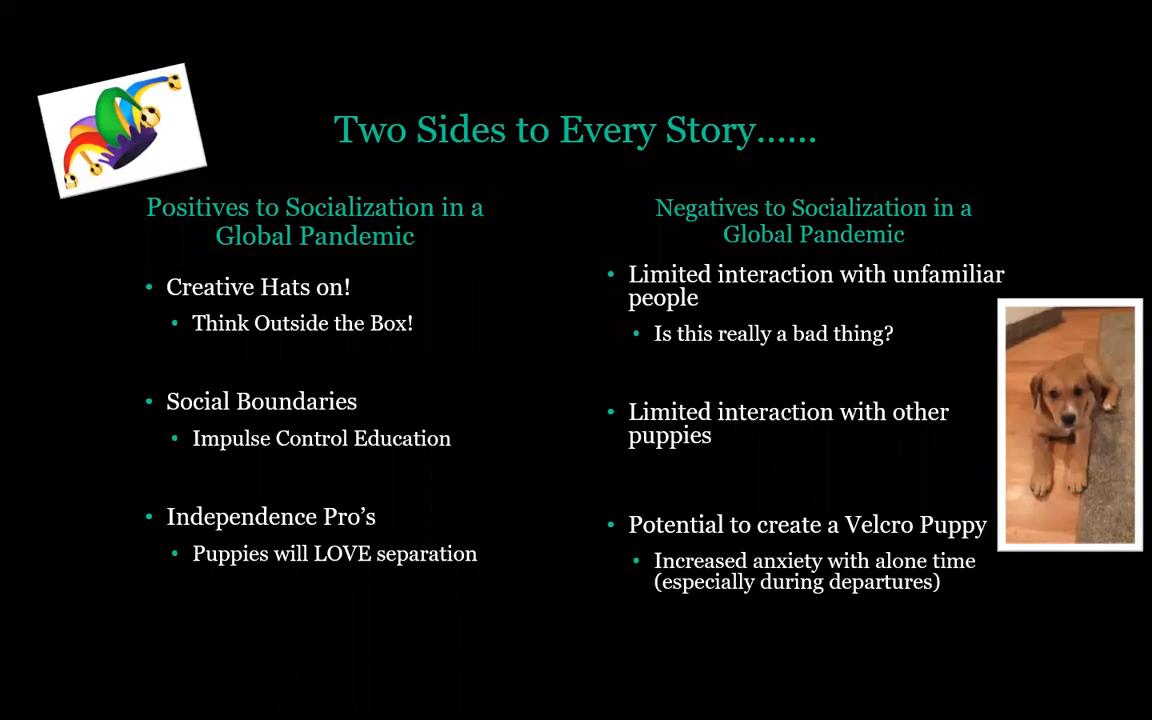 Two Sides to Every Story......
Positives to Socialization in a
Global Pandemic
• Creative Hats on!
• Think Outside the Box!
• Social Boundaries
• Impulse Control Education
• Independence Pro's
• Puppies will LOVE separation
Negatives to Socialization in a
Global Pandemic
• Limited interaction with unfamiliar
people
• Is this really a bad thing?
• Limited interaction with other
puppies
• Potential to create a Velcro Puppy
• Increased anxiety with alone time
(especially during departures)